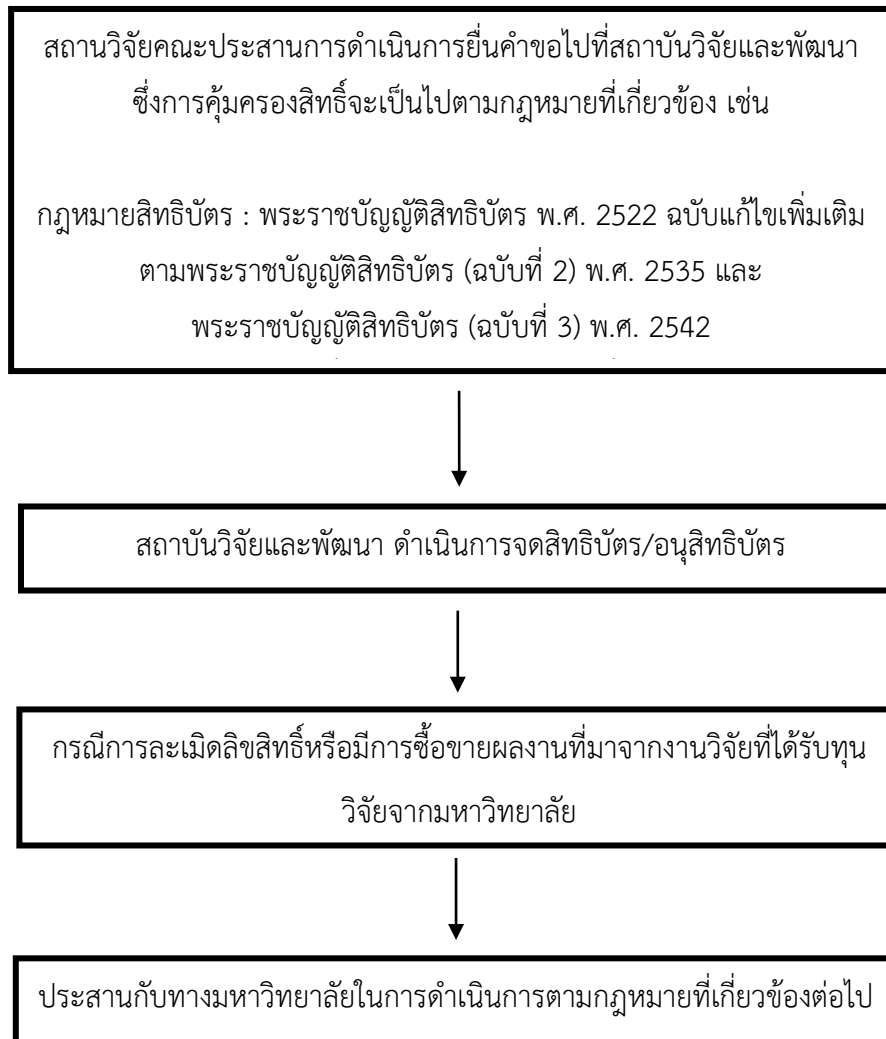 สถานวิจัยคณะประสานการดำเนินการยื่นคำขอไปที่สถาบันวิจัยและพัฒนา
ซึ่งการคุ้มครองสิทธิ์จะเป็นไปตามกฎหมายที่เกี่ยวข้อง เช่น
กฎหมายสิทธิบัตร : พระราชบัญญัติสิทธิบัตร พ.ศ. 2522 ฉบับแก้ไขเพิ่มเติม
ตามพระราชบัญญัติสิทธิบัตร (ฉบับที่ 2) พ.ศ. 2535 และ
พระราชบัญญัติสิทธิบัตร (ฉบับที่ 3) พ.ศ. 2542
สถาบันวิจัยและพัฒนา ดำเนินการจดสิทธิบัตร/อนุสิทธิบัตร
กรณีการละเมิดลิขสิทธิ์หรือมีการซื้อขายผลงานที่มาจากงานวิจัยที่ได้รับทุน
วิจัยจากมหาวิทยาลัย
ประสานกับทางมหาวิทยาลัยในการดำเนินการตามกฎหมายที่เกี่ยวข้องต่อไป